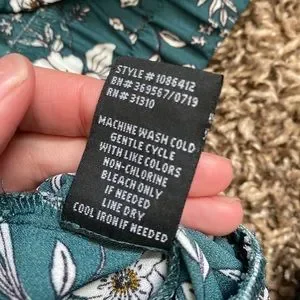 STYLE # 1086412
BN# 369567/0719
RN# 31310
MACHINE WASH COLD
GENTLE CYCLE
WITH LIKE COLORS
NON-CHLORINE
BLEACH ONLY
IF NEEDED
LINE DRY
COOL IRON IF NEEDED